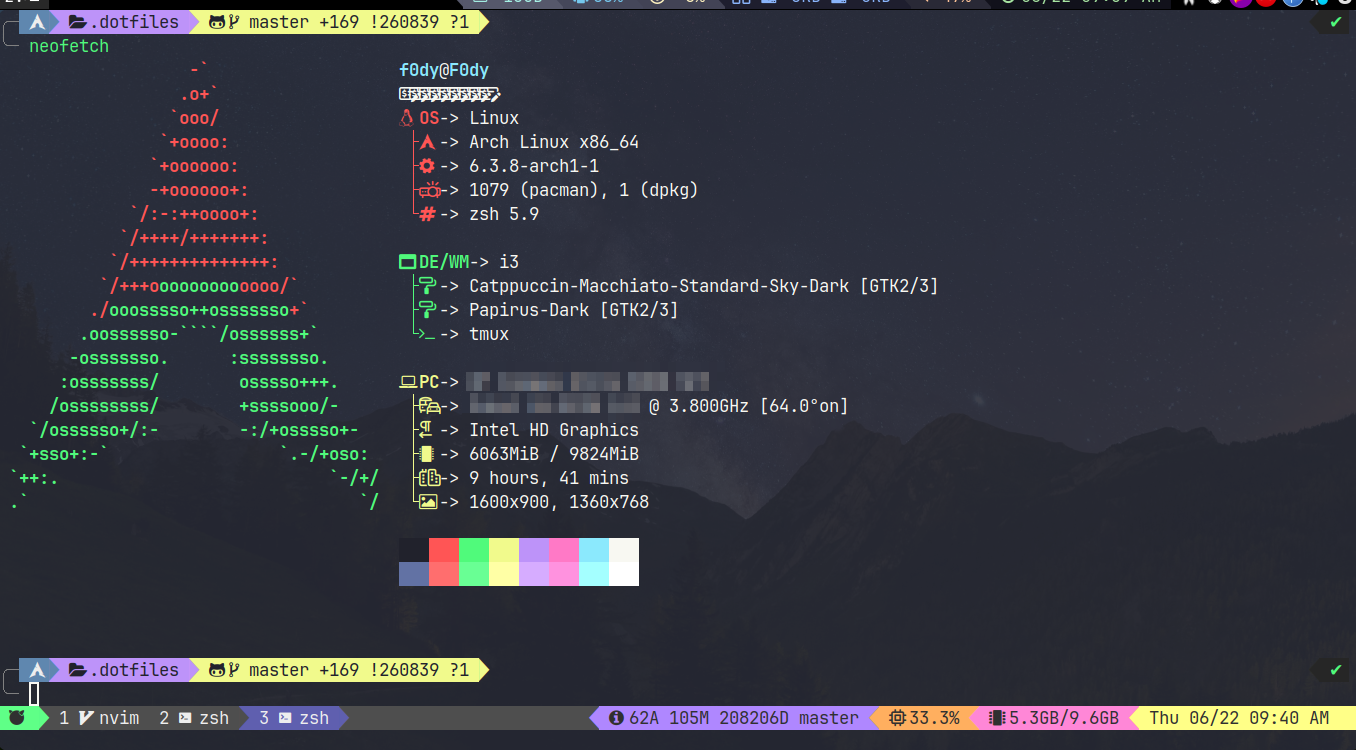 .dotfiles master +169 !260839 ?1 ✔
neofetch
f0dy@F0dy
OS-> Linux
-> Arch Linux x86_64
-> 6.3.8-arch1-1
-> 1079 (pacman), 1 (dpkg)
-> zsh 5.9
DE/WM-> i3
-> Catppuccin-Macchiato-Standard-Sky-Dark [GTK2/3]
-> Papirus-Dark [GTK2/3]
-> tmux
PC->
-> @ 3.800GHz [64.0°on]
-> Intel HD Graphics
-> 6063MiB / 9824MiB
-> 9 hours, 41 mins
-> 1600x900, 1360x768
.dotfiles master +169 !260839 ?1 ✔
1 nvim 2 zsh 3 zsh 62A 105M 208206D master 33.3% 5.3GB/9.6GB Thu 06/22 09:40 AM